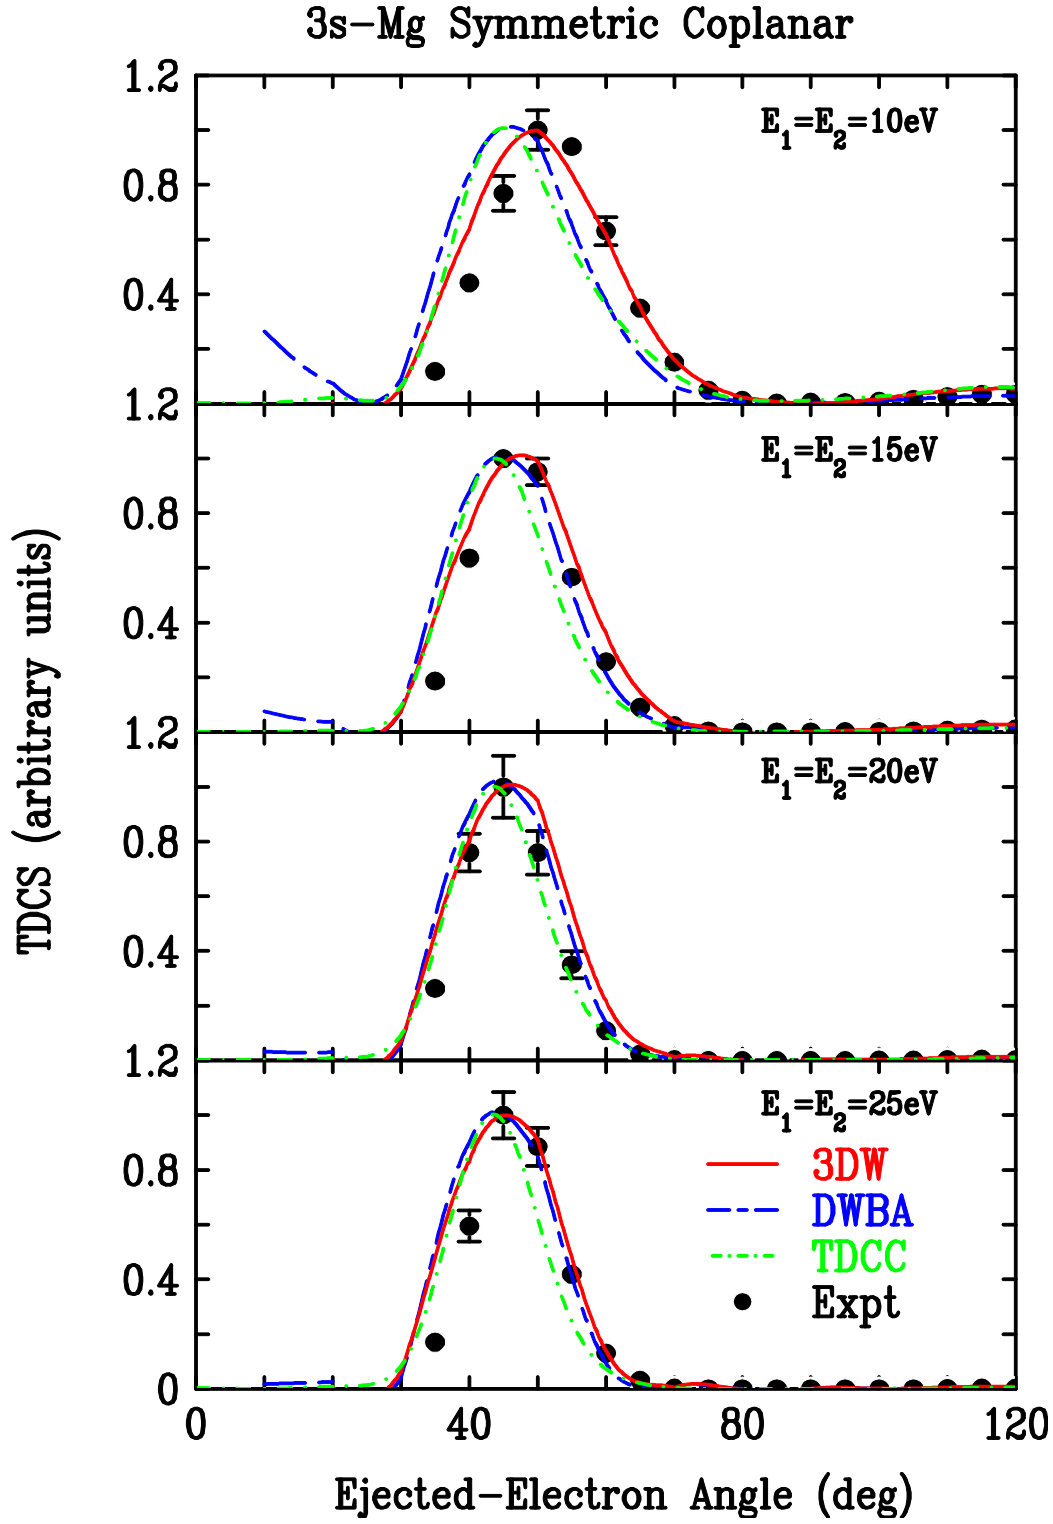 3s-Mg Symmetric Coplanar
1.2
E₁=E₂=10eV
0.8
0.4
1.2
E₁=E₂=15eV
0.8
0.4
1.2
E₁=E₂=20eV
0.8
0.4
1.2
E₁=E₂=25eV
3DW
0.8
DWBA
TDCC
0.4
Expt
0
0 40 80 120
Ejected-Electron Angle (deg)
TDCS (arbitrary units)